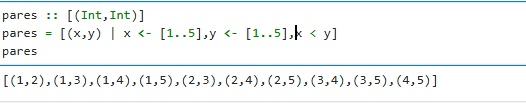 pares :: [(Int,Int)]
pares = [(x,y) | x <- [1..5],y <- [1..5],x < y]
pares
[(1,2),(1,3),(1,4),(1,5),(2,3),(2,4),(2,5),(3,4),(3,5),(4,5)]